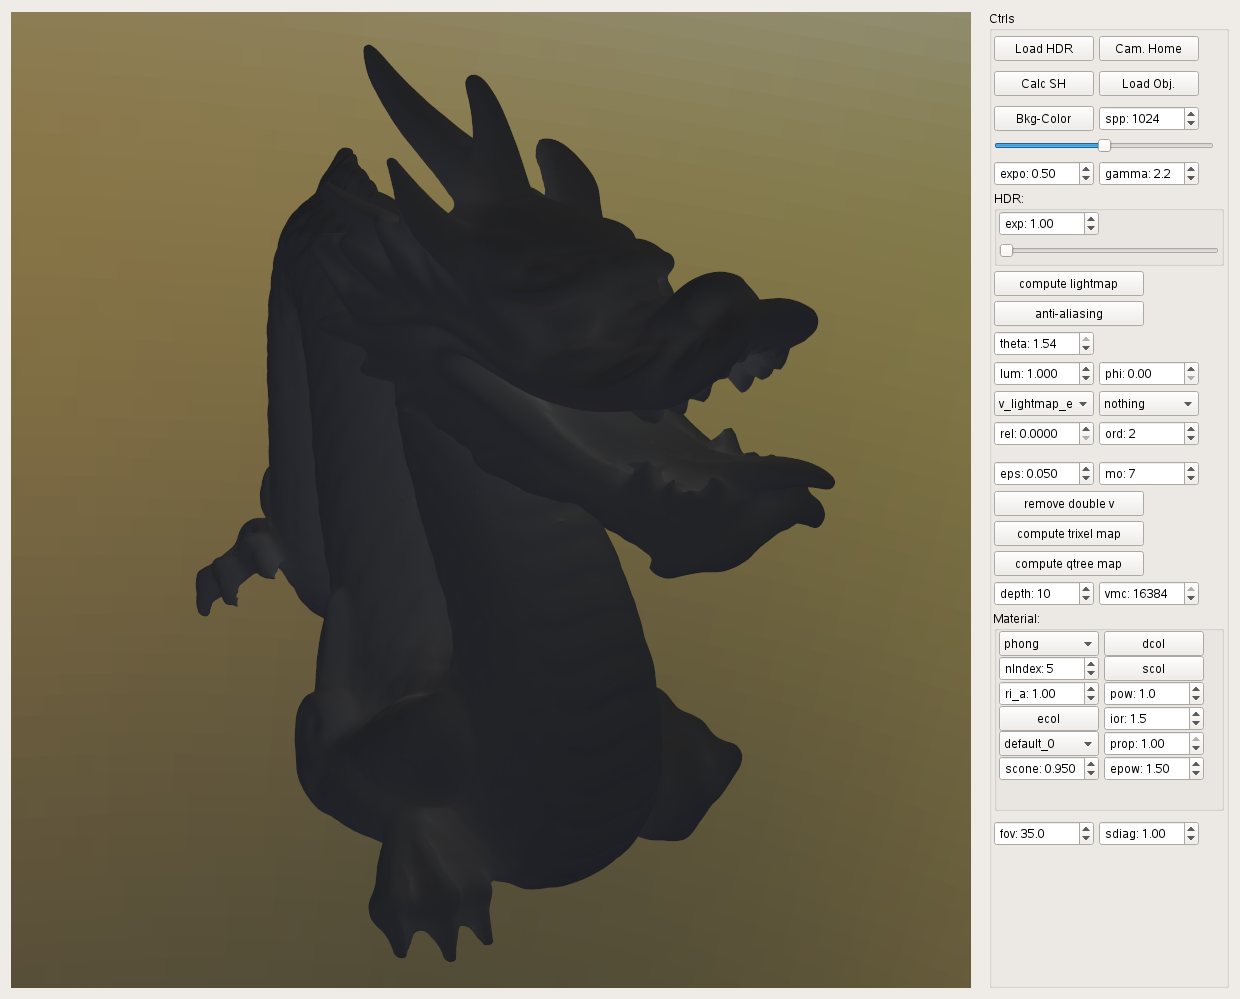 Ctrls
Load HDR Cam. Home
Calc SH Load Obj.
Bkg-Color spp: 1024
expo: 0.50 gamma: 2.2
HDR:
exp: 1.00
compute lightmap
anti-aliasing
theta: 1.54
lum: 1.000 phi: 0.00
v_lightmap_e nothing
rel: 0.0000 ord: 2
eps: 0.050 mo: 7
remove double v
compute trixel map
compute qtree map
depth: 10 vmc: 16384
Material:
phong dcol
nIndex: 5 scol
ri_a: 1.00 pow: 1.0
ecol ior: 1.5
default_0 prop: 1.00
scone: 0.950 epow: 1.50
fov: 35.0 sdiag: 1.00